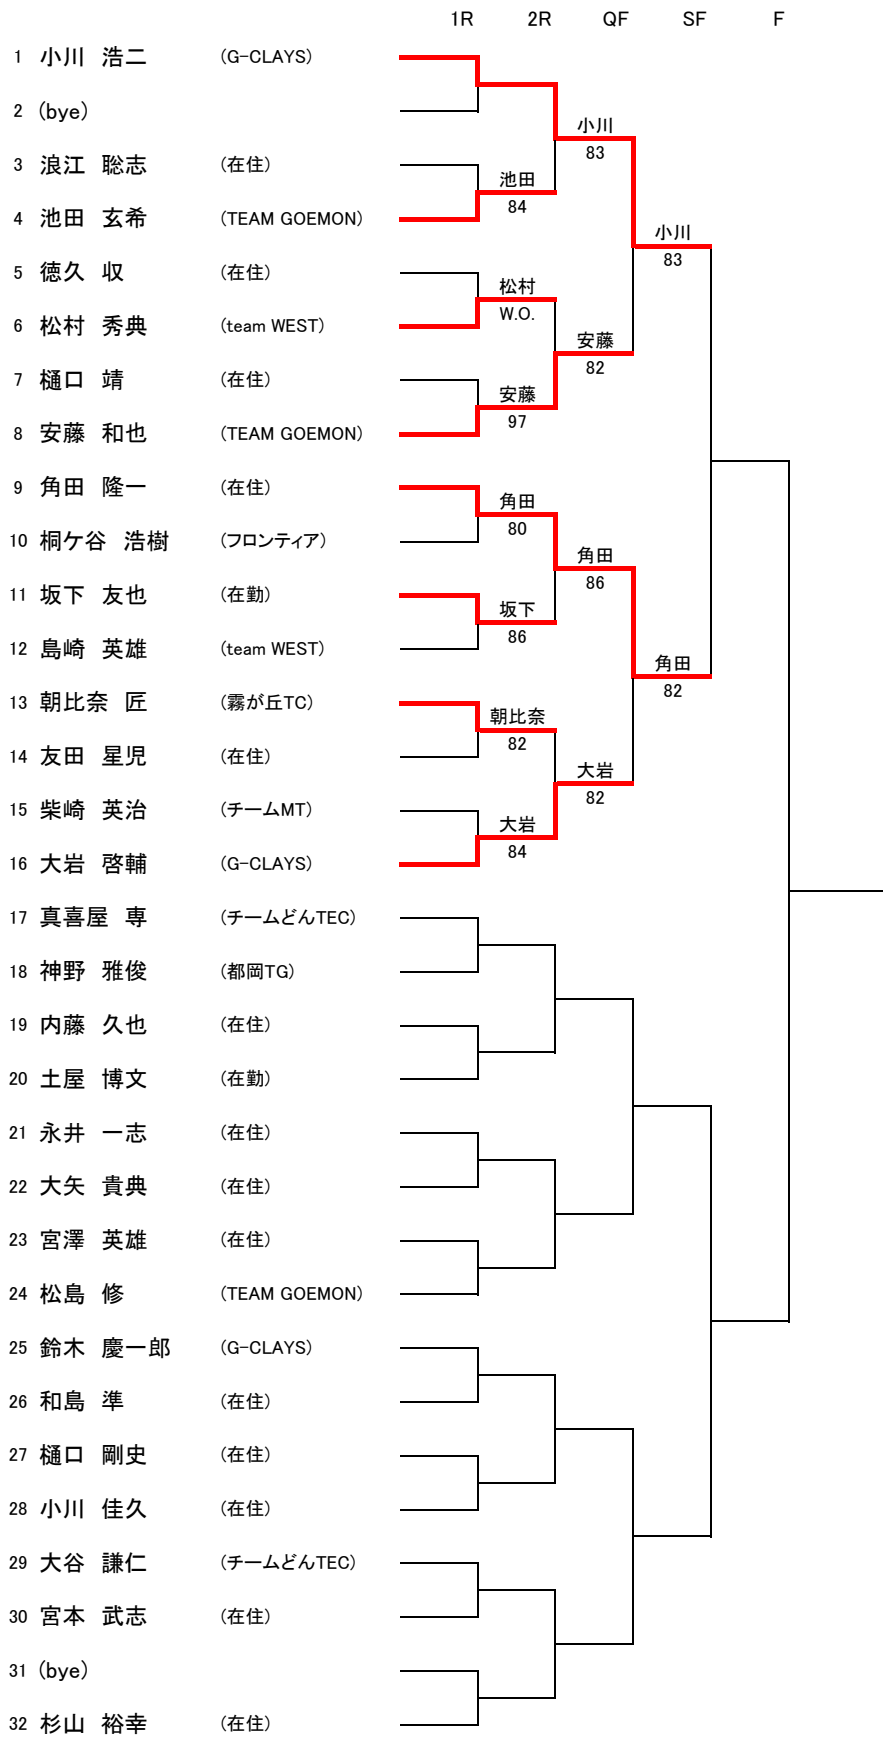 1R 2R QF SF F
1 小川 浩二 (G-CLAYS)
2 (bye)
小川
83
3 浪江 聡志 (在住)
池田
84
4 池田 玄希 (TEAM GOEMON)
小川
83
5 徳久 収 (在住)
松村
W.O.
6 松村 秀典 (team WEST)
安藤
82
7 樋口 靖 (在住)
安藤
97
8 安藤 和也 (TEAM GOEMON)
9 角田 隆一 (在住)
角田
80
10 桐ケ谷 浩樹 (フロンティア)
角田
86
11 坂下 友也 (在勤)
坂下
86
12 島崎 英雄 (team WEST)
角田
82
13 朝比奈 匠 (霧が丘TC)
朝比奈
82
14 友田 星児 (在住)
大岩
82
15 柴崎 英治 (チームMT)
大岩
84
16 大岩 啓輔 (G-CLAYS)
17 真喜屋 専 (チームどんTEC)
18 神野 雅俊 (都岡TG)
19 内藤 久也 (在住)
20 土屋 博文 (在勤)
21 永井 一志 (在住)
22 大矢 貴典 (在住)
23 宮澤 英雄 (在住)
24 松島 修 (TEAM GOEMON)
25 鈴木 慶一郎 (G-CLAYS)
26 和島 準 (在住)
27 樋口 剛史 (在住)
28 小川 佳久 (在住)
29 大谷 謙仁 (チームどんTEC)
30 宮本 武志 (在住)
31 (bye)
32 杉山 裕幸 (在住)